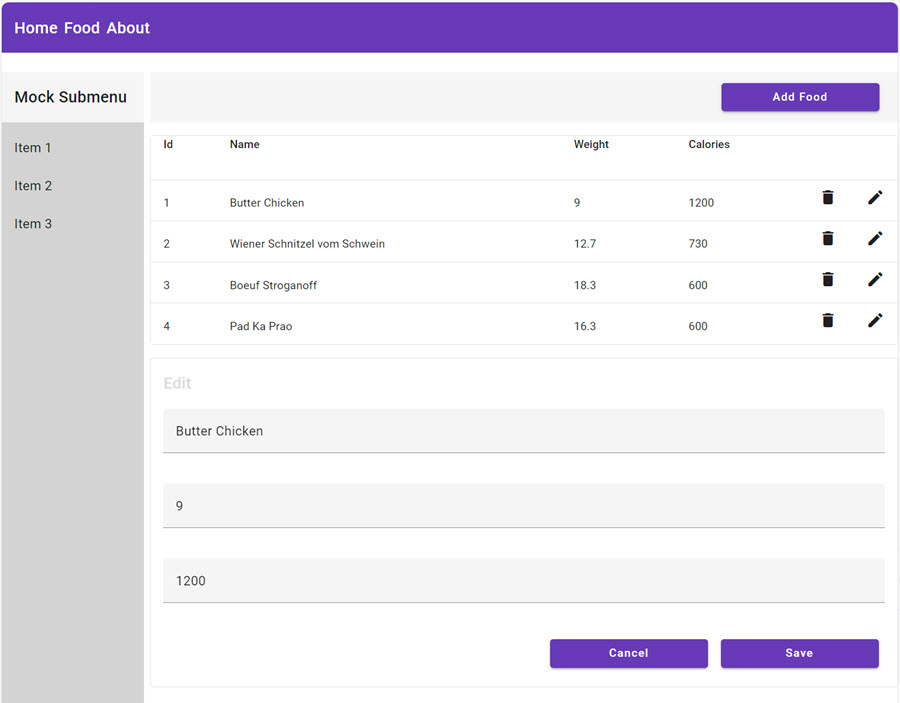 Home Food About
Mock Submenu
Add Food
Item 1
Item 2
Item 3
Id Name Weight Calories
1 Butter Chicken 9 1200
2 Wiener Schnitzel vom Schwein 12.7 730
3 Boeuf Stroganoff 18.3 600
4 Pad Ka Prao 16.3 600
Edit
Butter Chicken
9
1200
Cancel Save